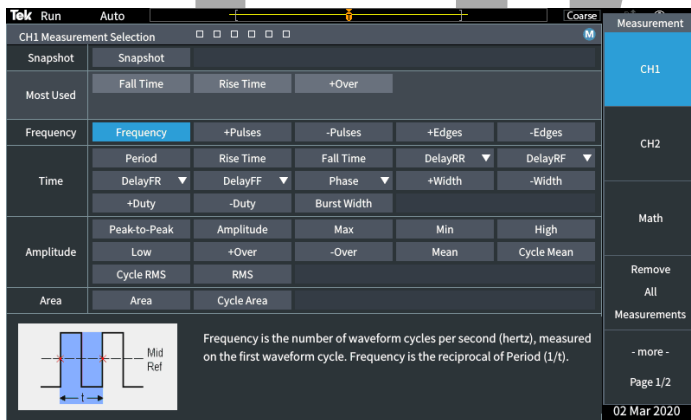 Tek Run Auto Coarse
CH1 Measurement Selection M
Snapshot Snapshot
Most Used Fall Time Rise Time +Over
Frequency Frequency +Pulses -Pulses +Edges -Edges
Time Period Rise Time Fall Time DelayRR DelayRF
DelayFR DelayFF Phase +Width -Width
+Duty -Duty Burst Width
Amplitude Peak-to-Peak Amplitude Max Min High
Low +Over -Over Mean Cycle Mean
Cycle RMS RMS
Area Area Cycle Area
Mid
Ref
t
Frequency is the number of waveform cycles per second (hertz), measured
on the first waveform cycle. Frequency is the reciprocal of Period (1/t).
Measurement
CH1
CH2
Math
Remove
All
Measurements
- more -
Page 1/2
02 Mar 2020